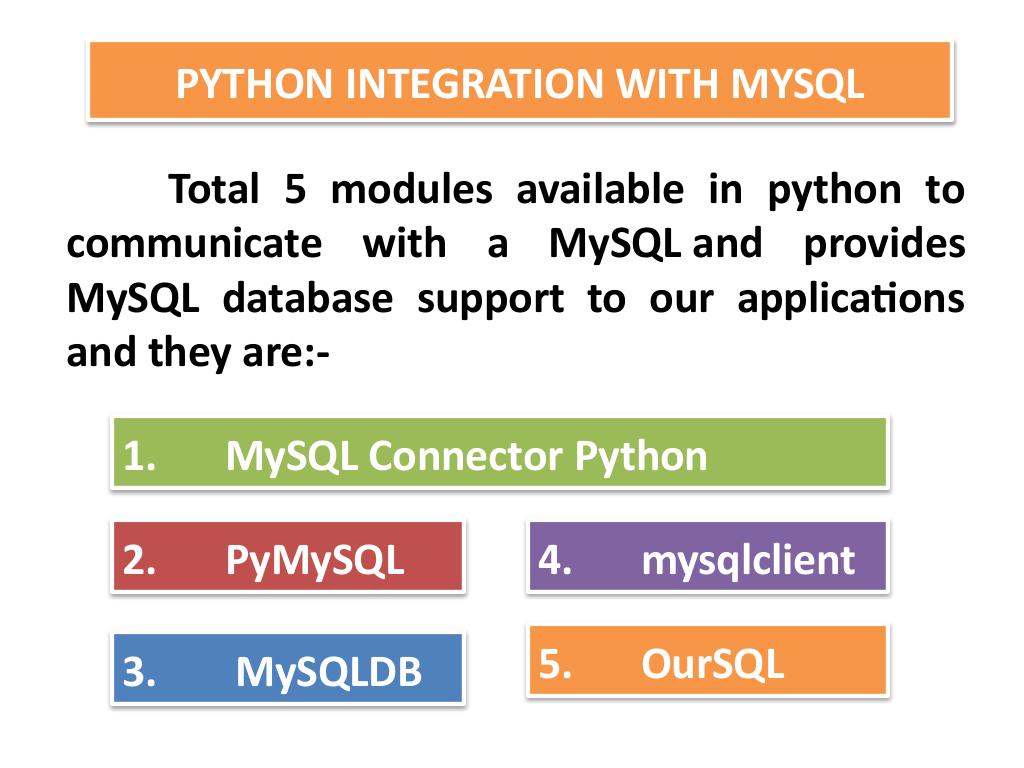 PYTHON INTEGRATION WITH MYSQL
Total 5 modules available in python to
communicate with a MySQL and provides
MySQL database support to our applications
and they are:-
1. MySQL Connector Python
2. PyMySQL
3. MySQLDB
4. mysqlclient
5. OurSQL